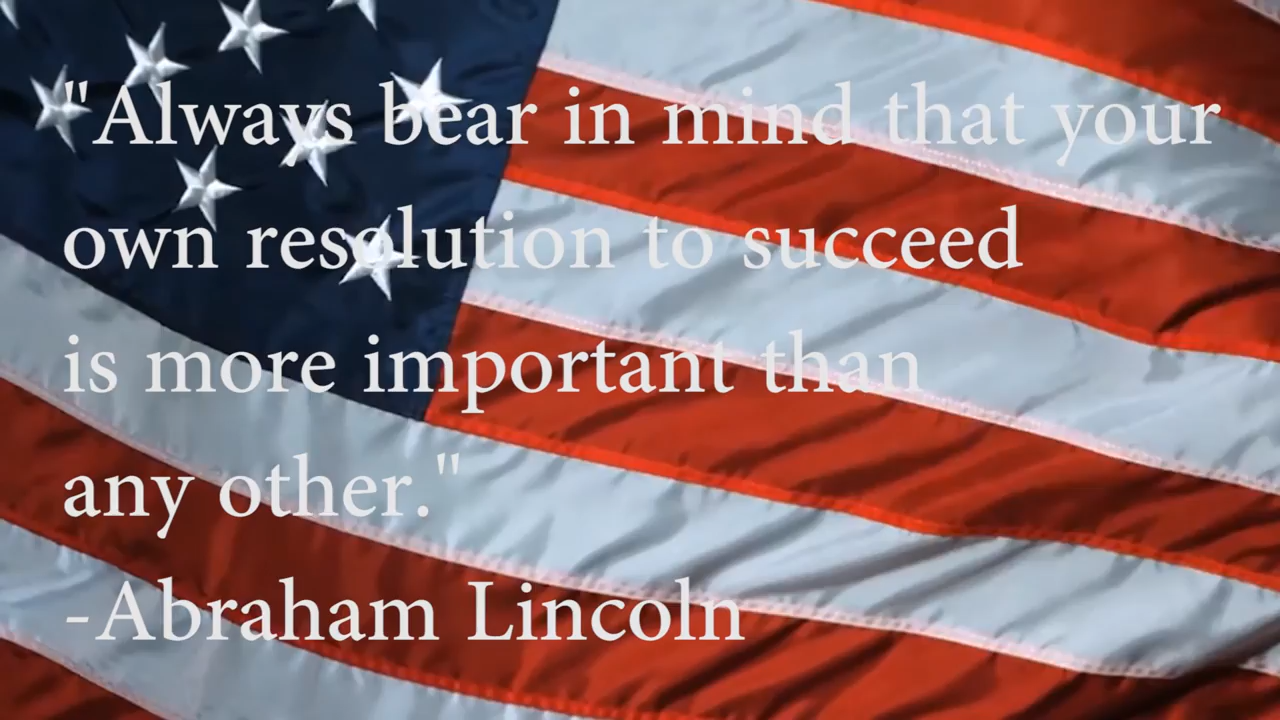 "Always bear in mind that your
own resolution to succeed
is more important than
any other."
-Abraham Lincoln